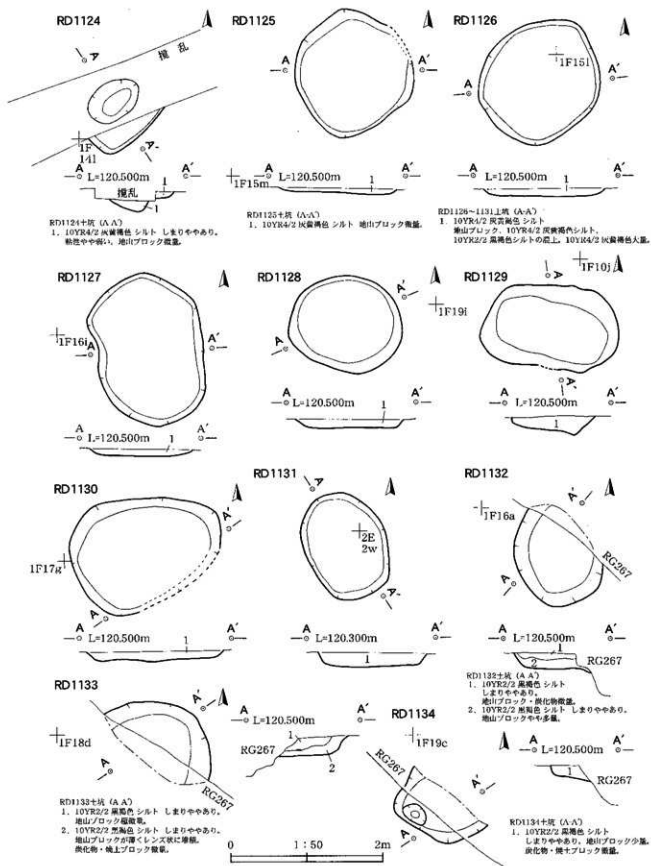 RD1124
A
攪乱
1F
14l
A'
A L=120.500m A'
攪乱
1
1
RD1124土坑 (A-A')
1. 10YR4/2 灰黄褐色 シルト しまりややあり。
粘性やや弱い。地山ブロック微量。
RD1125
A A'
1F15m
A L=120.500m A'
1
RD1125土坑 (A-A')
1. 10YR4/2 灰黄褐色 シルト 地山ブロック微量。
RD1126
1F15l
A A'
A L=120.500m A'
1
RD1126～1131土坑 (A-A')
1. 10YR4/2 灰黄褐色 シルト
地山ブロック、10YR4/2 灰黄褐色シルト、
10YR2/2 黒褐色シルトの混土。10YR4/2 灰黄褐色大量。
RD1127
1F16i
A A'
A L=120.500m A'
1
RD1128
A'
1F19i
A
A L=120.500m A'
1
RD1129
A
1F10j
A'
A L=120.500m A'
1
RD1130
A'
1F17g
A
A L=120.500m A'
1
RD1131
A
2E
2w
A'
A L=120.300m A'
1
RD1132
1F16a
A'
RG267
A
A L=120.500m A'
1
2
RG267
RD1132土坑 (A-A')
1. 10YR2/2 黒褐色 シルト
しまりややあり。
地山ブロック・炭化物微量。
2. 10YR2/2 黒褐色 シルト しまりややあり。
地山ブロックやや多量。
RD1133
A'
1F18d
A
RG267
A L=120.500m A'
1
RG267
2
RD1133土坑 (A-A')
1. 10YR2/2 黒褐色 シルト しまりややあり。
地山ブロック極微量。
2. 10YR2/2 黒褐色 シルト しまりややあり。
地山ブロックが薄くレンズ状に堆積。
炭化物・焼土ブロック微量。
RD1134
1F19c
RG267
A'
A
A L=120.500m A'
1
RG267
RD1134土坑 (A-A')
1. 10YR2/2 黒褐色 シルト
しまりややあり。地山ブロック少量。
炭化物・焼土ブロック微量。
0 1:50 2m